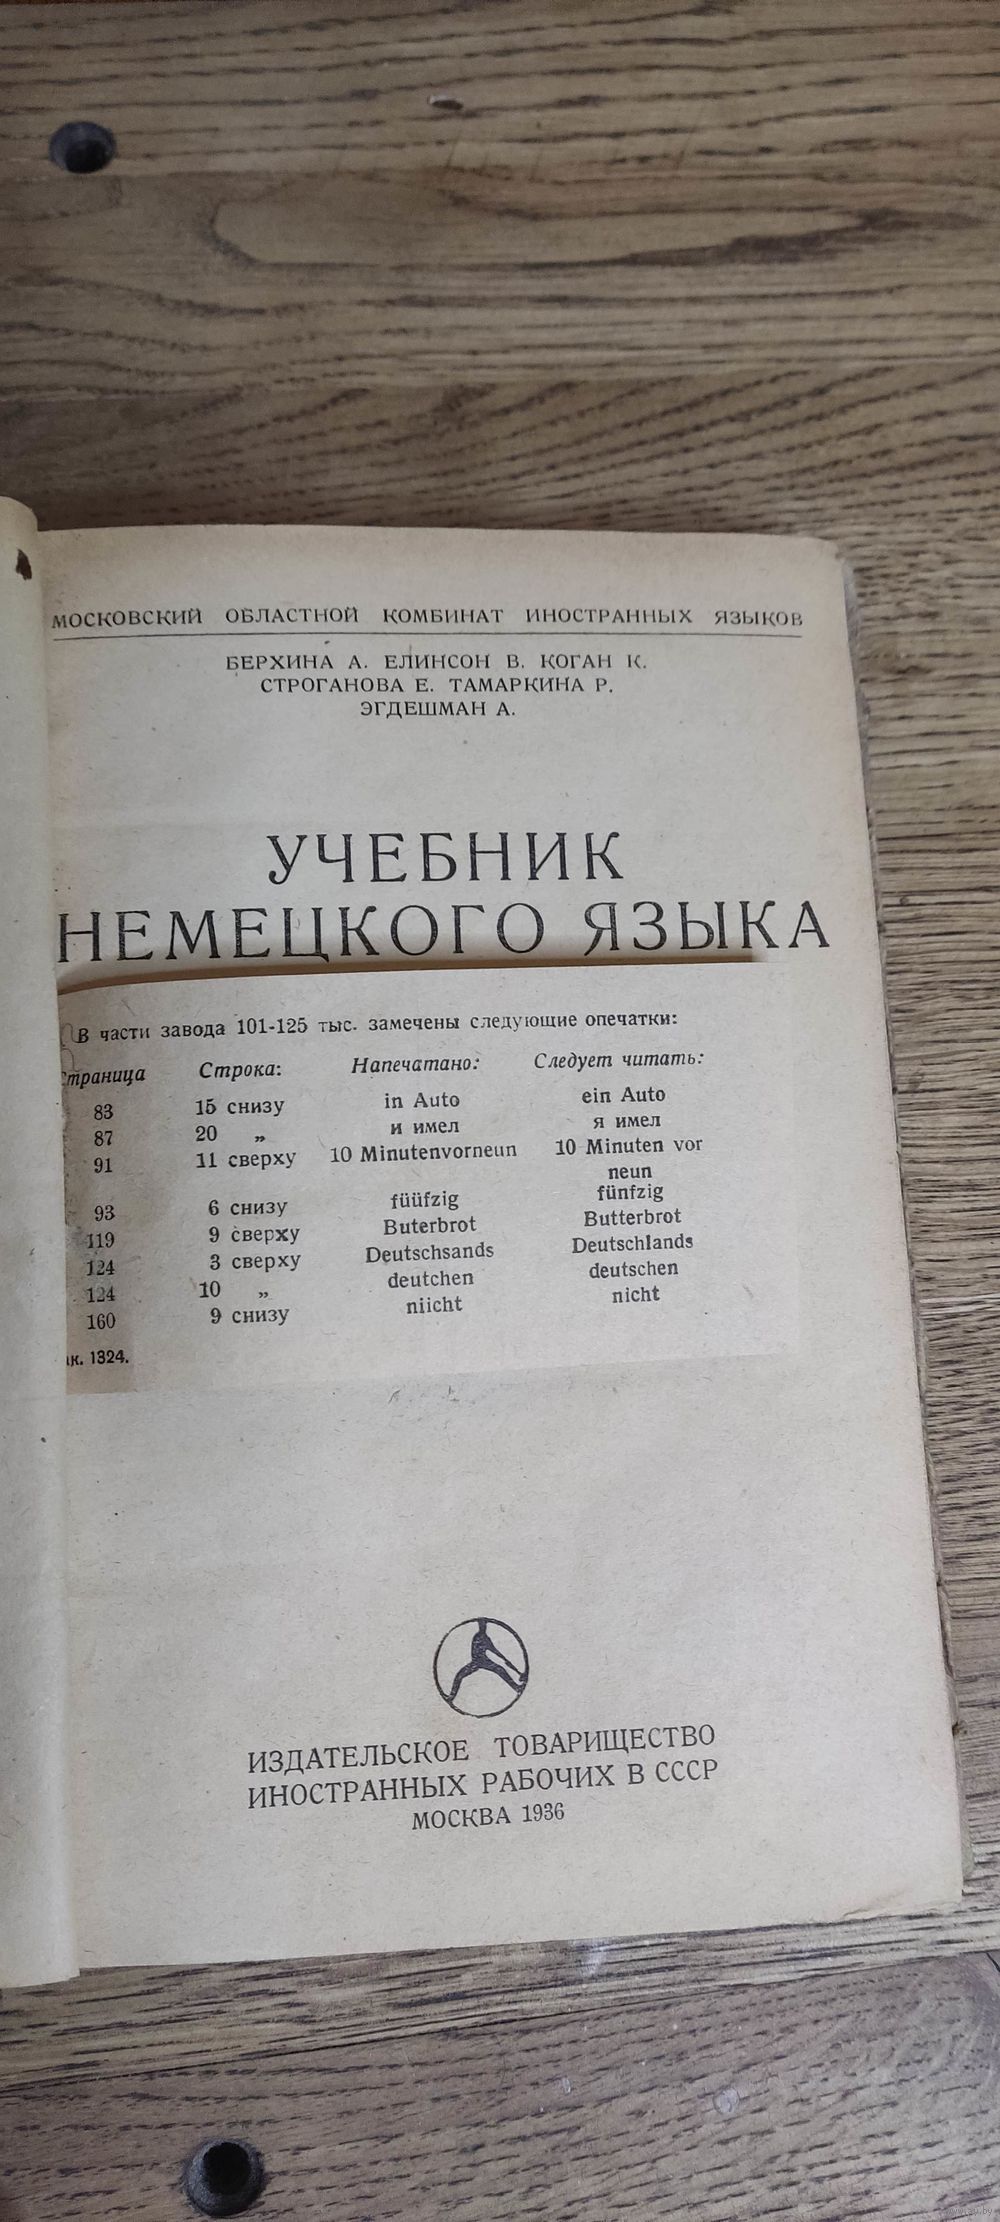 МОСКОВСКИЙ ОБЛАСТНОЙ КОМБИНАТ ИНОСТРАННЫХ ЯЗЫКОВ
БЕРХИНА А. ЕЛИНСОН В. КОГАН К.
СТРОГАНОВА Е. ТАМАРКИНА Р.
ЭГДЕШМАН А.
УЧЕБНИК
НЕМЕЦКОГО ЯЗЫКА
В части завода 101-125 тыс. замечены следующие опечатки:
Страница Строка: Напечатано: Следует читать:
83 15 снизу in Auto ein Auto
87 20 „ и имел я имел
91 11 сверху 10 Minutenvorneun 10 Minuten vor
neun
93 6 снизу füüfzig fünfzig
119 9 сверху Buterbrot Butterbrot
124 3 сверху Deutschsands Deutschlands
124 10 „ deutchen deutschen
160 9 снизу niicht nicht
ак. 1324.
ИЗДАТЕЛЬСКОЕ ТОВАРИЩЕСТВО
ИНОСТРАННЫХ РАБОЧИХ В СССР
МОСКВА 1936